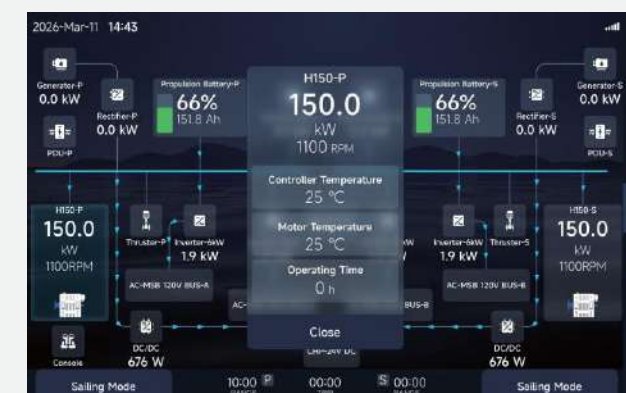 2026-Mar-11 14:43
Generator-P
0.0 kW
Rectifier-P
0.0 kW
PDU-P
Propulsion Battery-P
66%
151.8 Ah
H150-P
150.0
kW
1100 RPM
Controller Temperature
25 °C
Motor Temperature
25 °C
Operating Time
0 h
Close
Propulsion Battery-S
66%
151.8 Ah
Generator-S
0.0 kW
Rectifier-S
0.0 kW
PDU-S
H150-P
150.0
kW
1100RPM
Thruster-P
Inverter-6kW
1.9 kW
AC-MSB 120V BUS-A
AC-
kW
Inverter-6kW
1.9 kW
Thruster-S
AC-MSB 120V BUS-B
BUS-B
H150-S
150.0
kW
1100RPM
Console
DC/DC
676 W
DC/DC
676 W
Sailing Mode
10:00 P
RANGE
00:00
S 00:00
RANGE
Sailing Mode